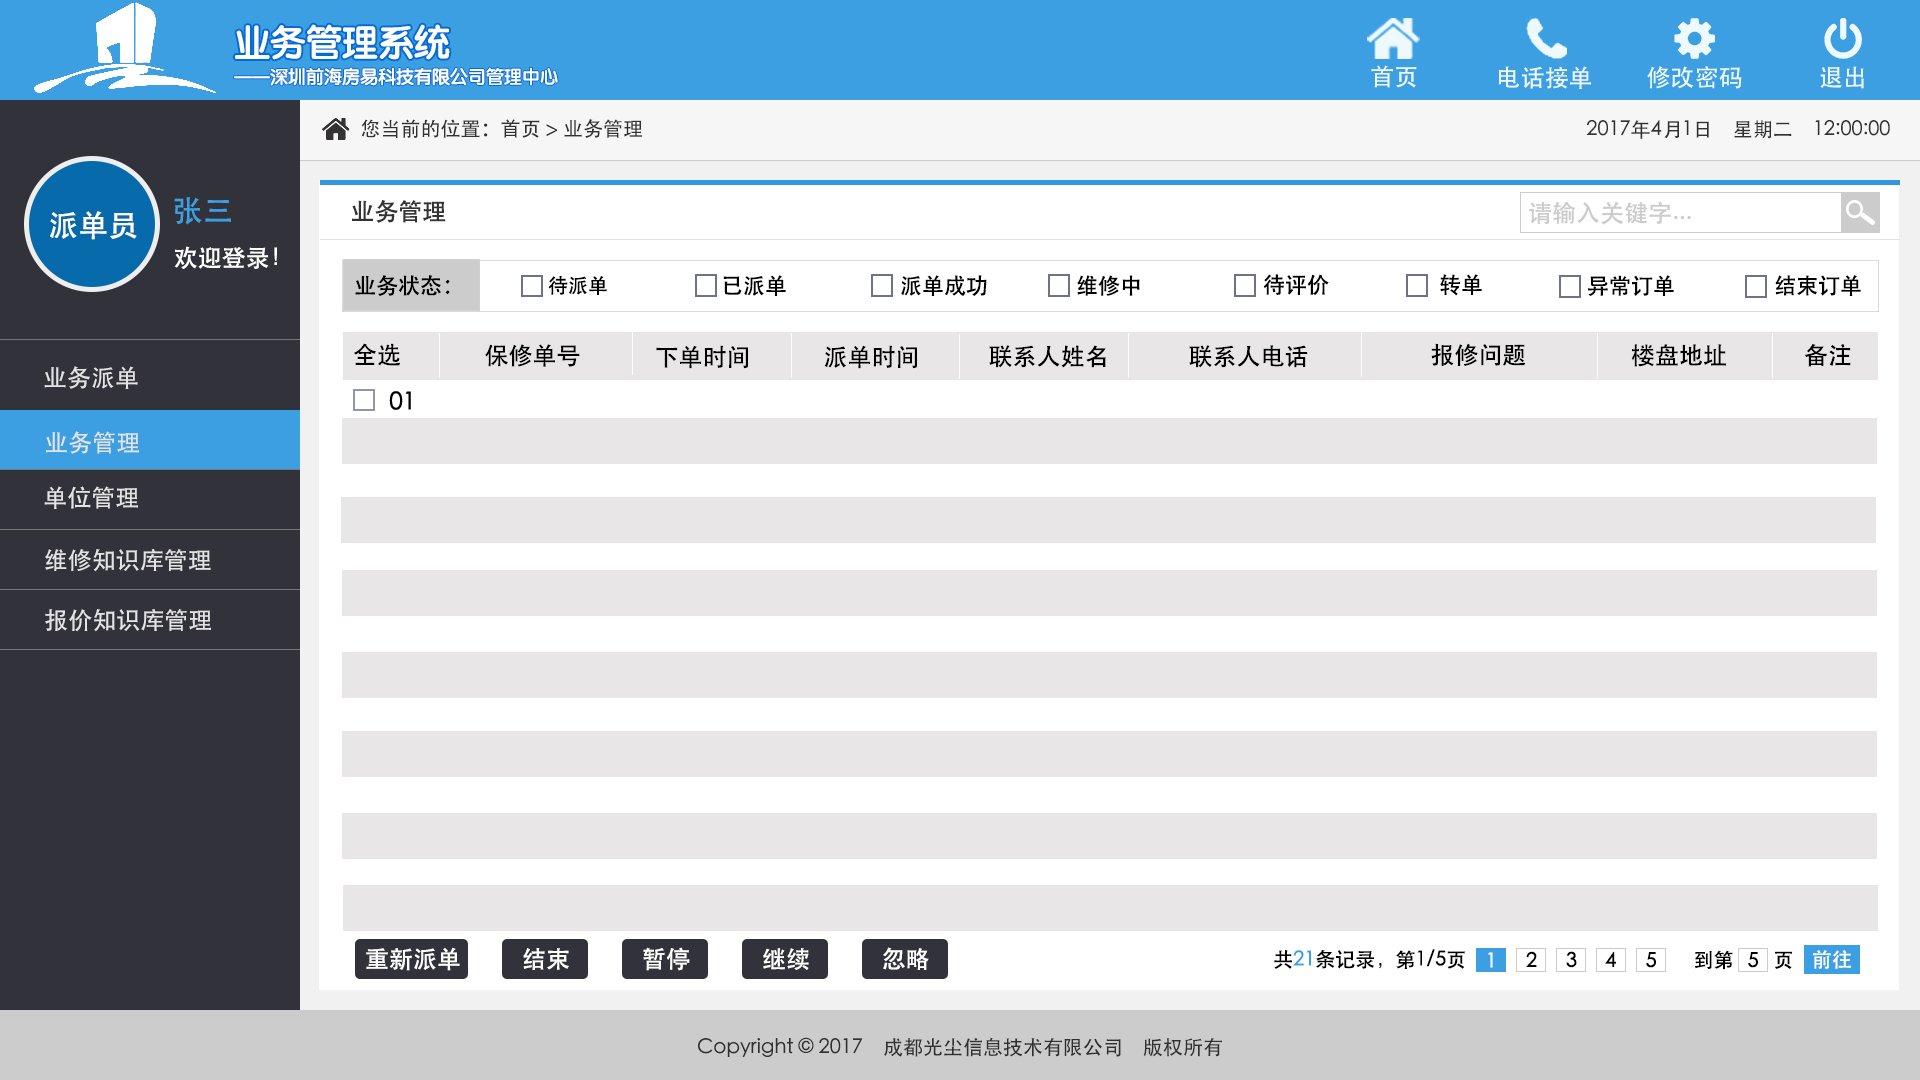 业务管理系统
——深圳前海房易科技有限公司管理中心
首页
电话接单
修改密码
退出
派单员
张三
欢迎登录!
业务派单
业务管理
单位管理
维修知识库管理
报价知识库管理
您当前的位置：首页 > 业务管理
2017年4月1日 星期二 12:00:00
业务管理
请输入关键字...
业务状态： 待派单 已派单 派单成功 维修中 待评价 转单 异常订单 结束订单
全选 保修单号 下单时间 派单时间 联系人姓名 联系人电话 报修问题 楼盘地址 备注
01
重新派单 结束 暂停 继续 忽略
共21条记录，第1/5页 1 2 3 4 5 到第 5 页 前往
Copyright © 2017 成都光尘信息技术有限公司 版权所有